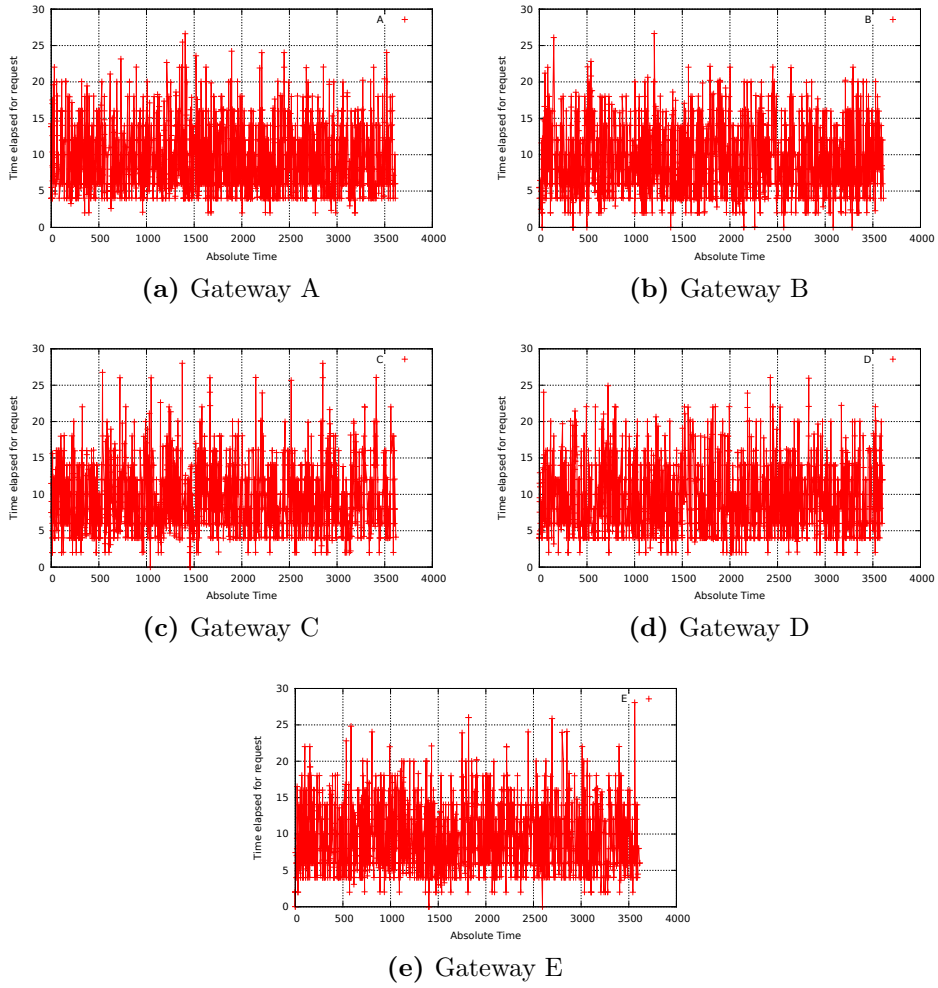 30
A
25
20
15
10
5
0
0 500 1000 1500 2000 2500 3000 3500 4000
Time elapsed for request
Absolute Time
(a) Gateway A
30
B
25
20
15
10
5
0
0 500 1000 1500 2000 2500 3000 3500 4000
Time elapsed for request
Absolute Time
(b) Gateway B
30
C
25
20
15
10
5
0
0 500 1000 1500 2000 2500 3000 3500 4000
Time elapsed for request
Absolute Time
(c) Gateway C
30
D
25
20
15
10
5
0
0 500 1000 1500 2000 2500 3000 3500 4000
Time elapsed for request
Absolute Time
(d) Gateway D
30
E
25
20
15
10
5
0
0 500 1000 1500 2000 2500 3000 3500 4000
Time elapsed for request
Absolute Time
(e) Gateway E